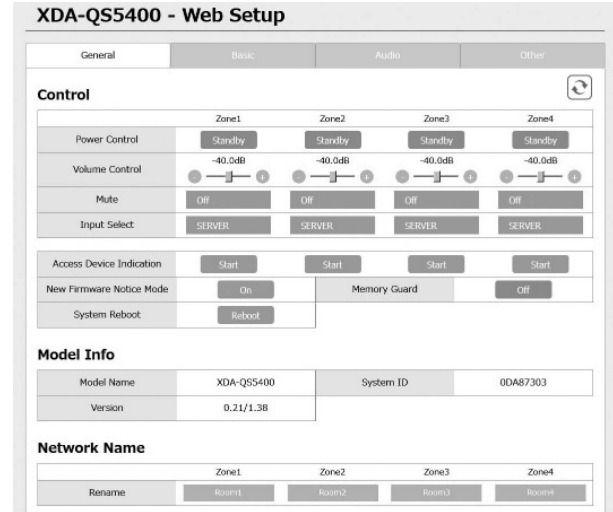 XDA-QS5400 - Web Setup
General Basic Audio Other
Control
Zone1 Zone2 Zone3 Zone4
Power Control Standby Standby Standby Standby
Volume Control -40.0dB -40.0dB -40.0dB -40.0dB
Mute Off Off Off Off
Input Select SERVER SERVER SERVER SERVER
Access Device Indication Start Start Start Start
New Firmware Notice Mode On Memory Guard Off
System Reboot Reboot
Model Info
Model Name XDA-QS5400 System ID 0DA87303
Version 0.21/1.38
Network Name
Zone1 Zone2 Zone3 Zone4
Rename Room1 Room2 Room3 Room4